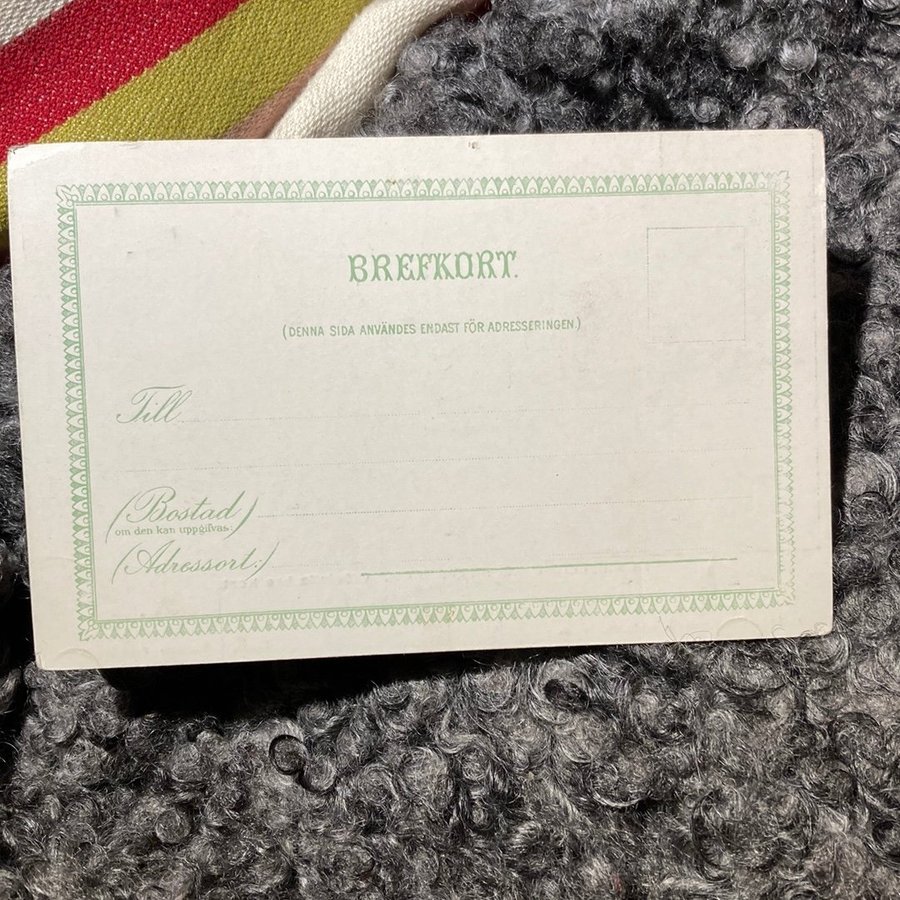 BREFKORT.
(DENNA SIDA ANVÄNDES ENDAST FÖR ADRESSERINGEN.)
Till
(Bostad
om den kan uppgifvas:)
(Adressort:)